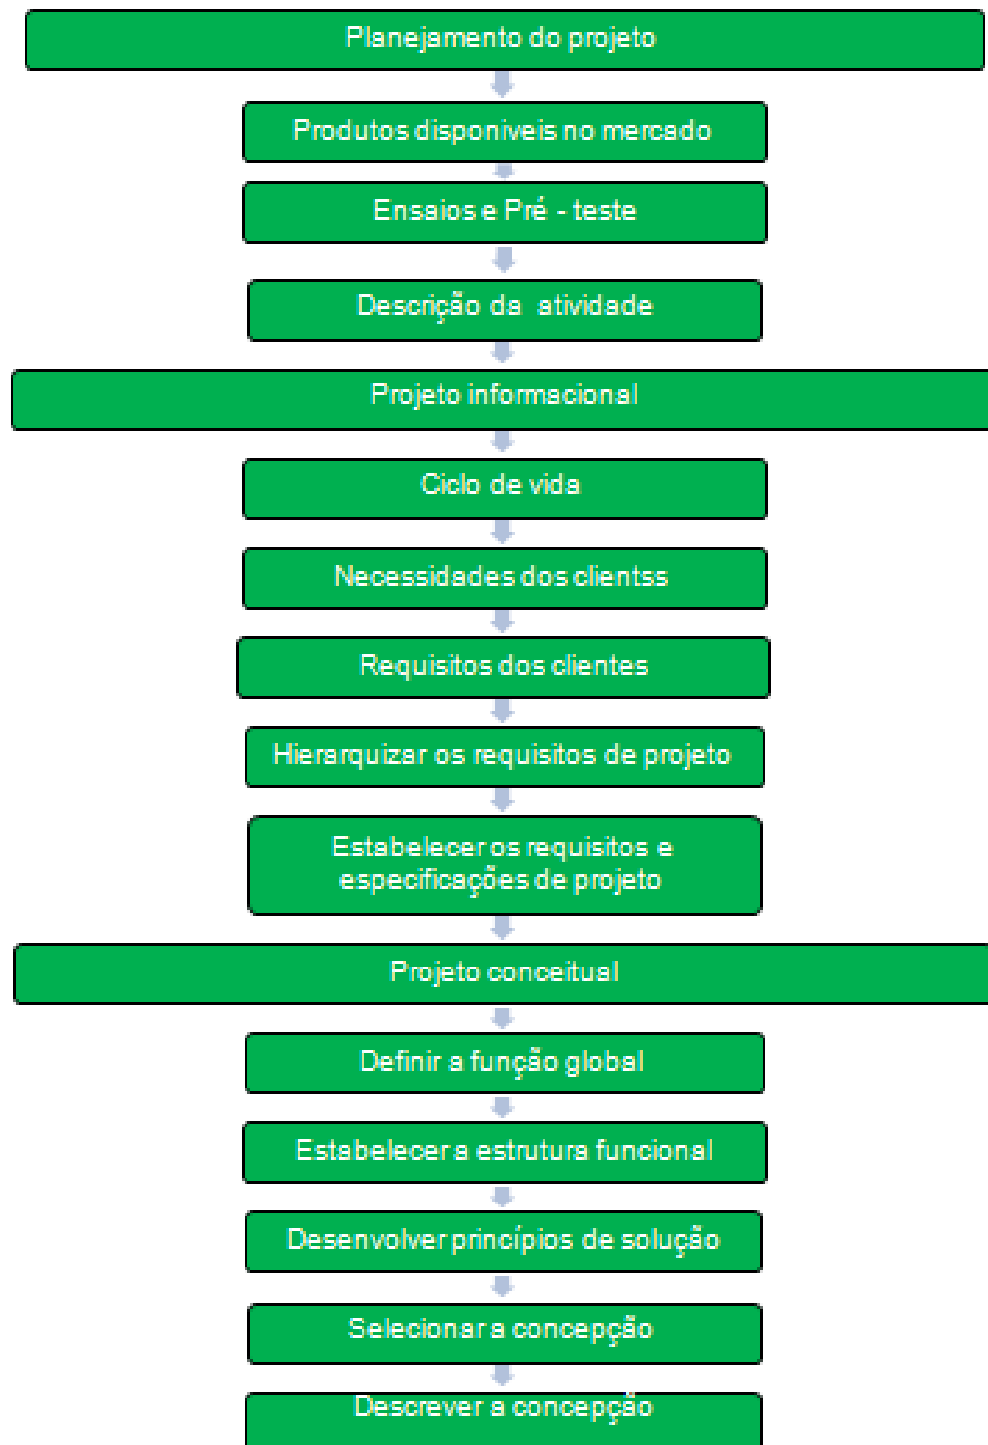 Planejamento do projeto
Produtos disponiveis no mercado
Ensaios e Pré - teste
Descrição da atividade
Projeto informacional
Ciclo de vida
Necessidades dos clientss
Requisitos dos clientes
Hierarquizar os requisitos de projeto
Estabelecer os requisitos e
especificações de projeto
Projeto conceitual
Definir a função global
Estabelecer a estrutura funcional
Desenvolver princípios de solução
Selecionar a concepção
Descrever a concepção